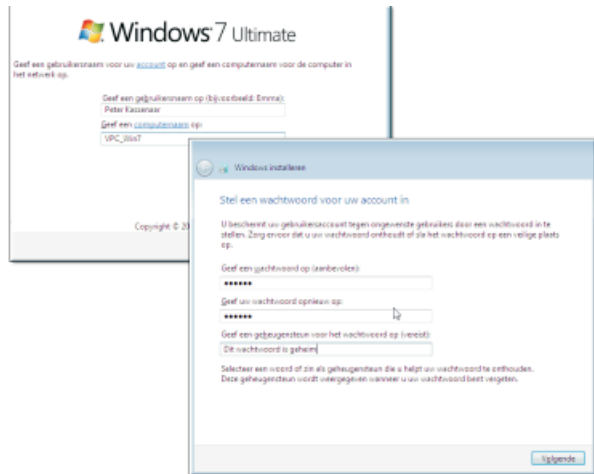 Windows 7 Ultimate
Geef een gebruikersnaam voor uw account op en geef een computernaam voor de computer in
het netwerk op.
Geef een gebruikersnaam op (bijvoorbeeld: Emma):
Peter Kassenaar
Geef een computernaam op:
VPC_Win7
Copyright © 20
Windows installeren
Stel een wachtwoord voor uw account in
U beschermt uw gebruikersaccount tegen ongewenste gebruikers door een wachtwoord in te
stellen. Zorg ervoor dat u uw wachtwoord onthoudt of sla het wachtwoord op een veilige plaats
op.
Geef een wachtwoord op (aanbevolen):
●●●●●●
Geef uw wachtwoord opnieuw op:
●●●●●●
Geef een geheugensteun voor het wachtwoord op (vereist):
Dit wachtwoord is geheim
Selecteer een woord of zin als geheugensteun die u helpt uw wachtwoord te onthouden.
Deze geheugensteun wordt weergegeven wanneer u uw wachtwoord bent vergeten.
Volgende